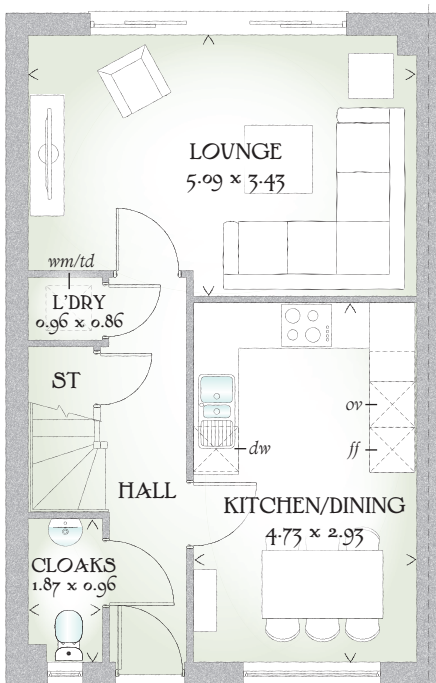 LOUNGE
5.09 x 3.43
wm/td
L'DRY
0.96 x 0.86
ST
ov
dw
ff
HALL
KITCHEN/DINING
4.73 x 2.93
CLOAKS
1.87 x 0.96